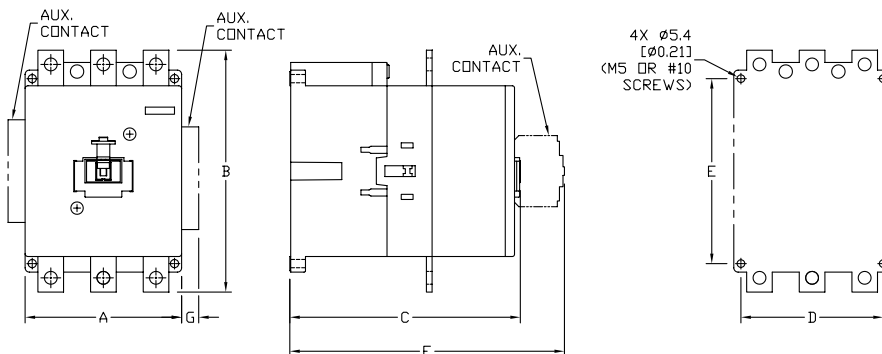 AUX.
CONTACT
AUX.
CONTACT
B
A
G
AUX.
CONTACT
C
F
4X Ø5.4
[Ø0.21]
(M5 OR #10
SCREWS)
E
D